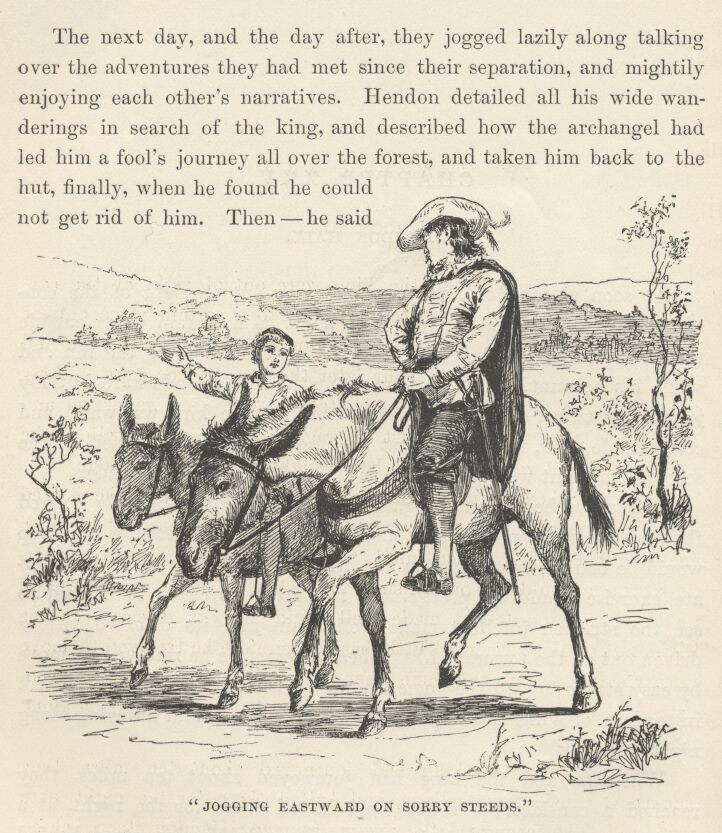 The next day, and the day after, they jogged lazily along talking
over the adventures they had met since their separation, and mightily
enjoying each other's narratives. Hendon detailed all his wide wan-
derings in search of the king, and described how the archangel had
led him a fool's journey all over the forest, and taken him back to the
hut, finally, when he found he could
not get rid of him. Then — he said
"JOGGING EASTWARD ON SORRY STEEDS."